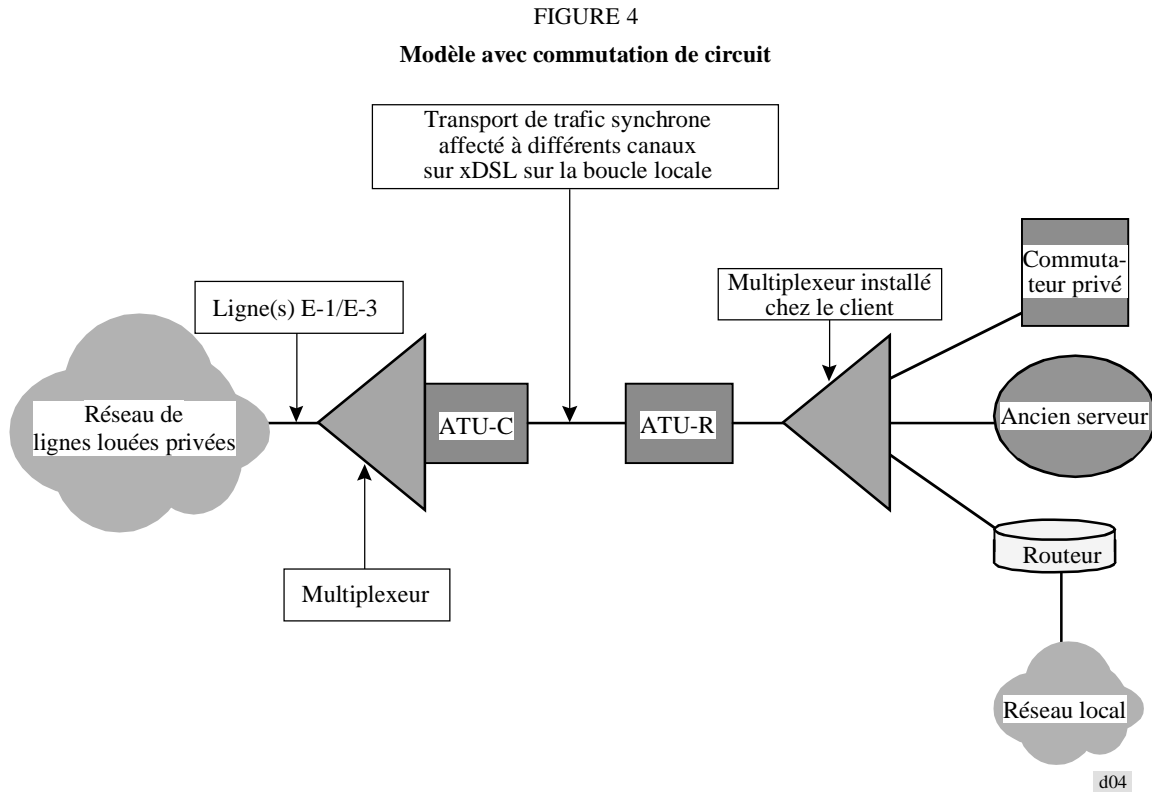 FIGURE 4
Modèle avec commutation de circuit
Transport de trafic synchrone
affecté à différents canaux
sur xDSL sur la boucle locale
Commuta-
teur privé
Multiplexeur installé
chez le client
Ligne(s) E-1/E-3
Réseau de
lignes louées privées
ATU-C
ATU-R
Ancien serveur
Routeur
Multiplexeur
Réseau local
d04